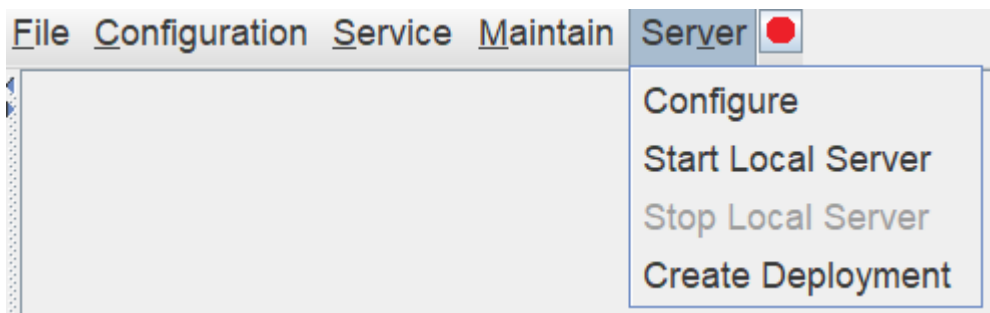 File Configuration Service Maintain Server
Configure
Start Local Server
Stop Local Server
Create Deployment